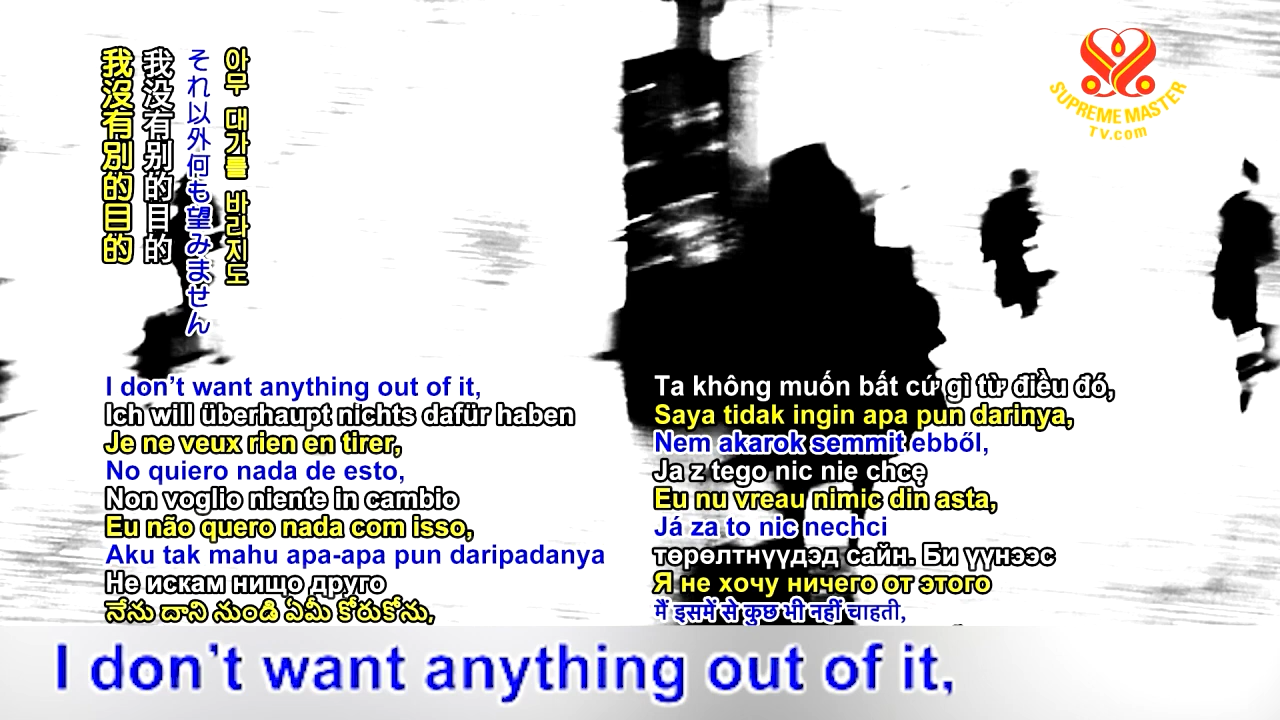 我沒有別的目的
我没有别的目的
それ以外何も望みません
아무 대가를 바라지도
SUPREME MASTER
TV.com
I don't want anything out of it,
Ich will überhaupt nichts dafür haben
Je ne veux rien en tirer,
No quiero nada de esto,
Non voglio niente in cambio
Eu não quero nada com isso,
Aku tak mahu apa-apa pun daripadanya
Не искам нищо друго
నేను దాని నుండి ఏమీ కోరుకోను,
Ta không muốn bất cứ gì từ điều đó,
Saya tidak ingin apa pun darinya,
Nem akarok semmit ebből,
Ja z tego nic nie chcę
Eu nu vreau nimic din asta,
Já za to nic nechci
төрөлтнүүдэд сайн. Би үүнээс
Я не хочу ничего от этого
मैं इसमें से कुछ भी नहीं चाहती,
I don't want anything out of it,